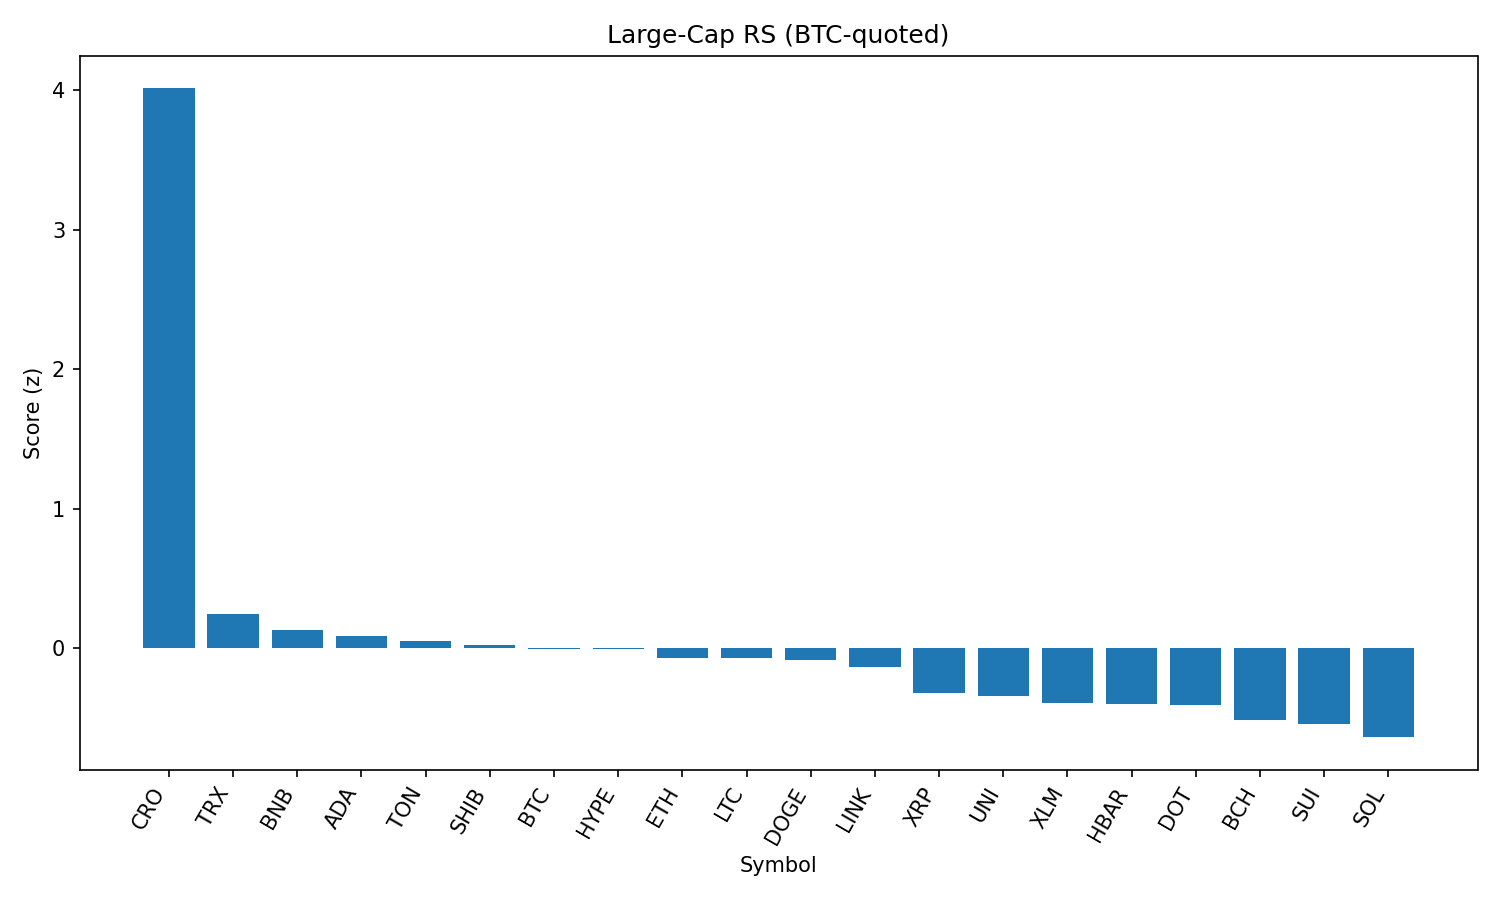 Large-Cap RS (BTC-quoted)
4
3
2
1
0
Score (z)
CRO
TRX
BNB
ADA
TON
SHIB
BTC
HYPE
ETH
LTC
DOGE
LINK
XRP
UNI
XLM
HBAR
DOT
BCH
SUI
SOL
Symbol